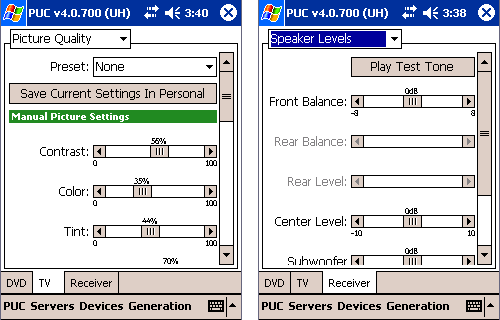 PUC v4.0.700 (UH) 3:40
Picture Quality
Preset: None
Save Current Settings In Personal
Manual Picture Settings
56%
Contrast:
0 100
35%
Color:
0 100
44%
Tint:
0 100
70%
DVD TV Receiver
PUC Servers Devices Generation
PUC v4.0.700 (UH) 3:38
Speaker Levels
Play Test Tone
0dB
Front Balance:
-8 8
Rear Balance:
Rear Level:
0dB
Center Level:
-10 10
0dB
Subwoofer
DVD TV Receiver
PUC Servers Devices Generation